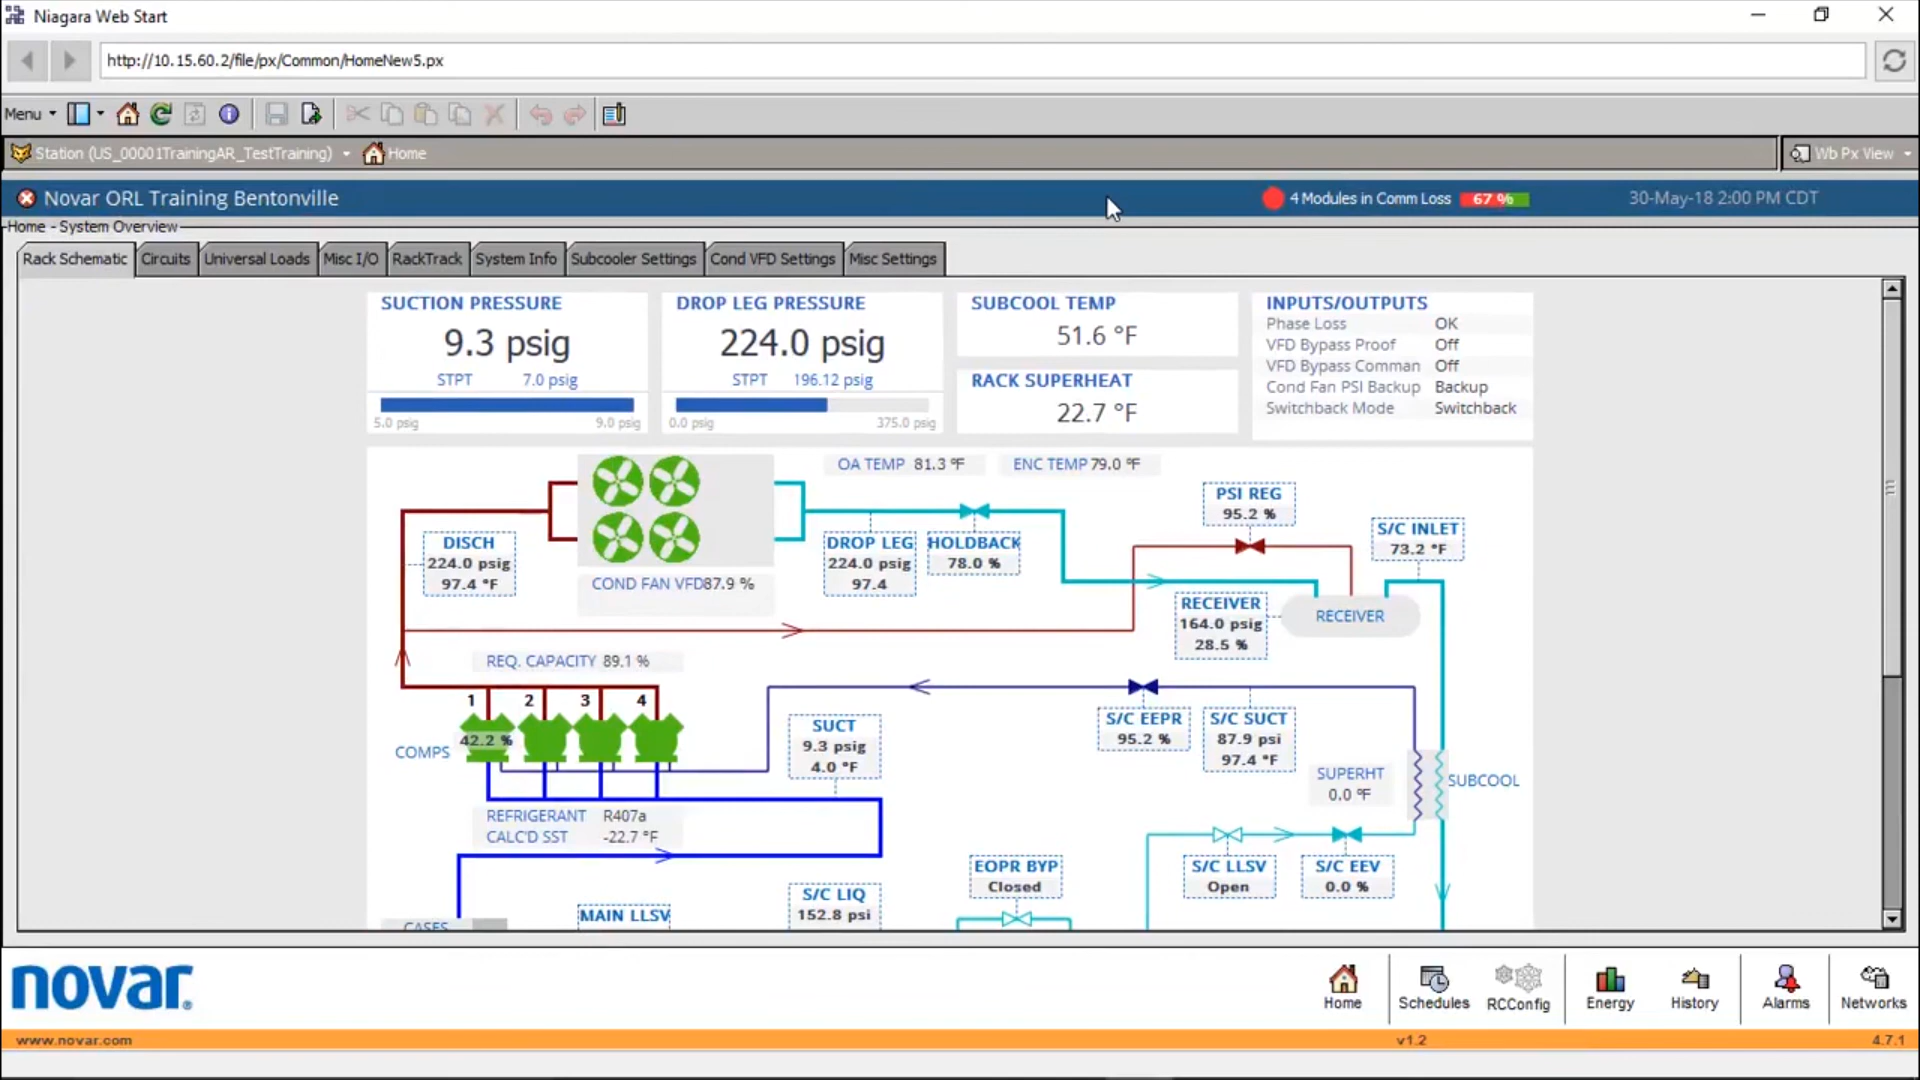 Niagara Web Start
http://10.15.60.2/file/px/Common/HomeNew5.px
Menu
Station (US_00001TrainingAR_TestTraining) Home Wb Px View
Novar ORL Training Bentonville 4 Modules in Comm Loss 67 % 30-May-18 2:00 PM CDT
Home - System Overview
Rack Schematic Circuits Universal Loads Misc I/O RackTrack System Info Subcooler Settings Cond VFD Settings Misc Settings
SUCTION PRESSURE
9.3 psig
STPT 7.0 psig
5.0 psig 9.0 psig
DROP LEG PRESSURE
224.0 psig
STPT 196.12 psig
0.0 psig 375.0 psig
SUBCOOL TEMP
51.6 °F
RACK SUPERHEAT
22.7 °F
INPUTS/OUTPUTS
Phase Loss OK
VFD Bypass Proof Off
VFD Bypass Comman Off
Cond Fan PSI Backup Backup
Switchback Mode Switchback
OA TEMP 81.3 °F ENC TEMP 79.0 °F
PSI REG
95.2 %
S/C INLET
73.2 °F
DISCH
224.0 psig
97.4 °F
COND FAN VFD 87.9 %
DROP LEG
224.0 psig
97.4
HOLDBACK
78.0 %
RECEIVER
164.0 psig
28.5 %
RECEIVER
REQ. CAPACITY 89.1 %
1 2 3 4
COMPS 42.2 %
SUCT
9.3 psig
4.0 °F
S/C EEPR
95.2 %
S/C SUCT
87.9 psi
97.4 °F
SUPERHT
0.0 °F
SUBCOOL
REFRIGERANT R407a
CALC'D SST -22.7 °F
S/C LLSV
Open
S/C EEV
0.0 %
EOPR BYP
Closed
S/C LIQ
152.8 psi
MAIN LLSV
CASES
novar
Home Schedules RCConfig Energy History Alarms Networks
www.novar.com v1.2 4.7.1